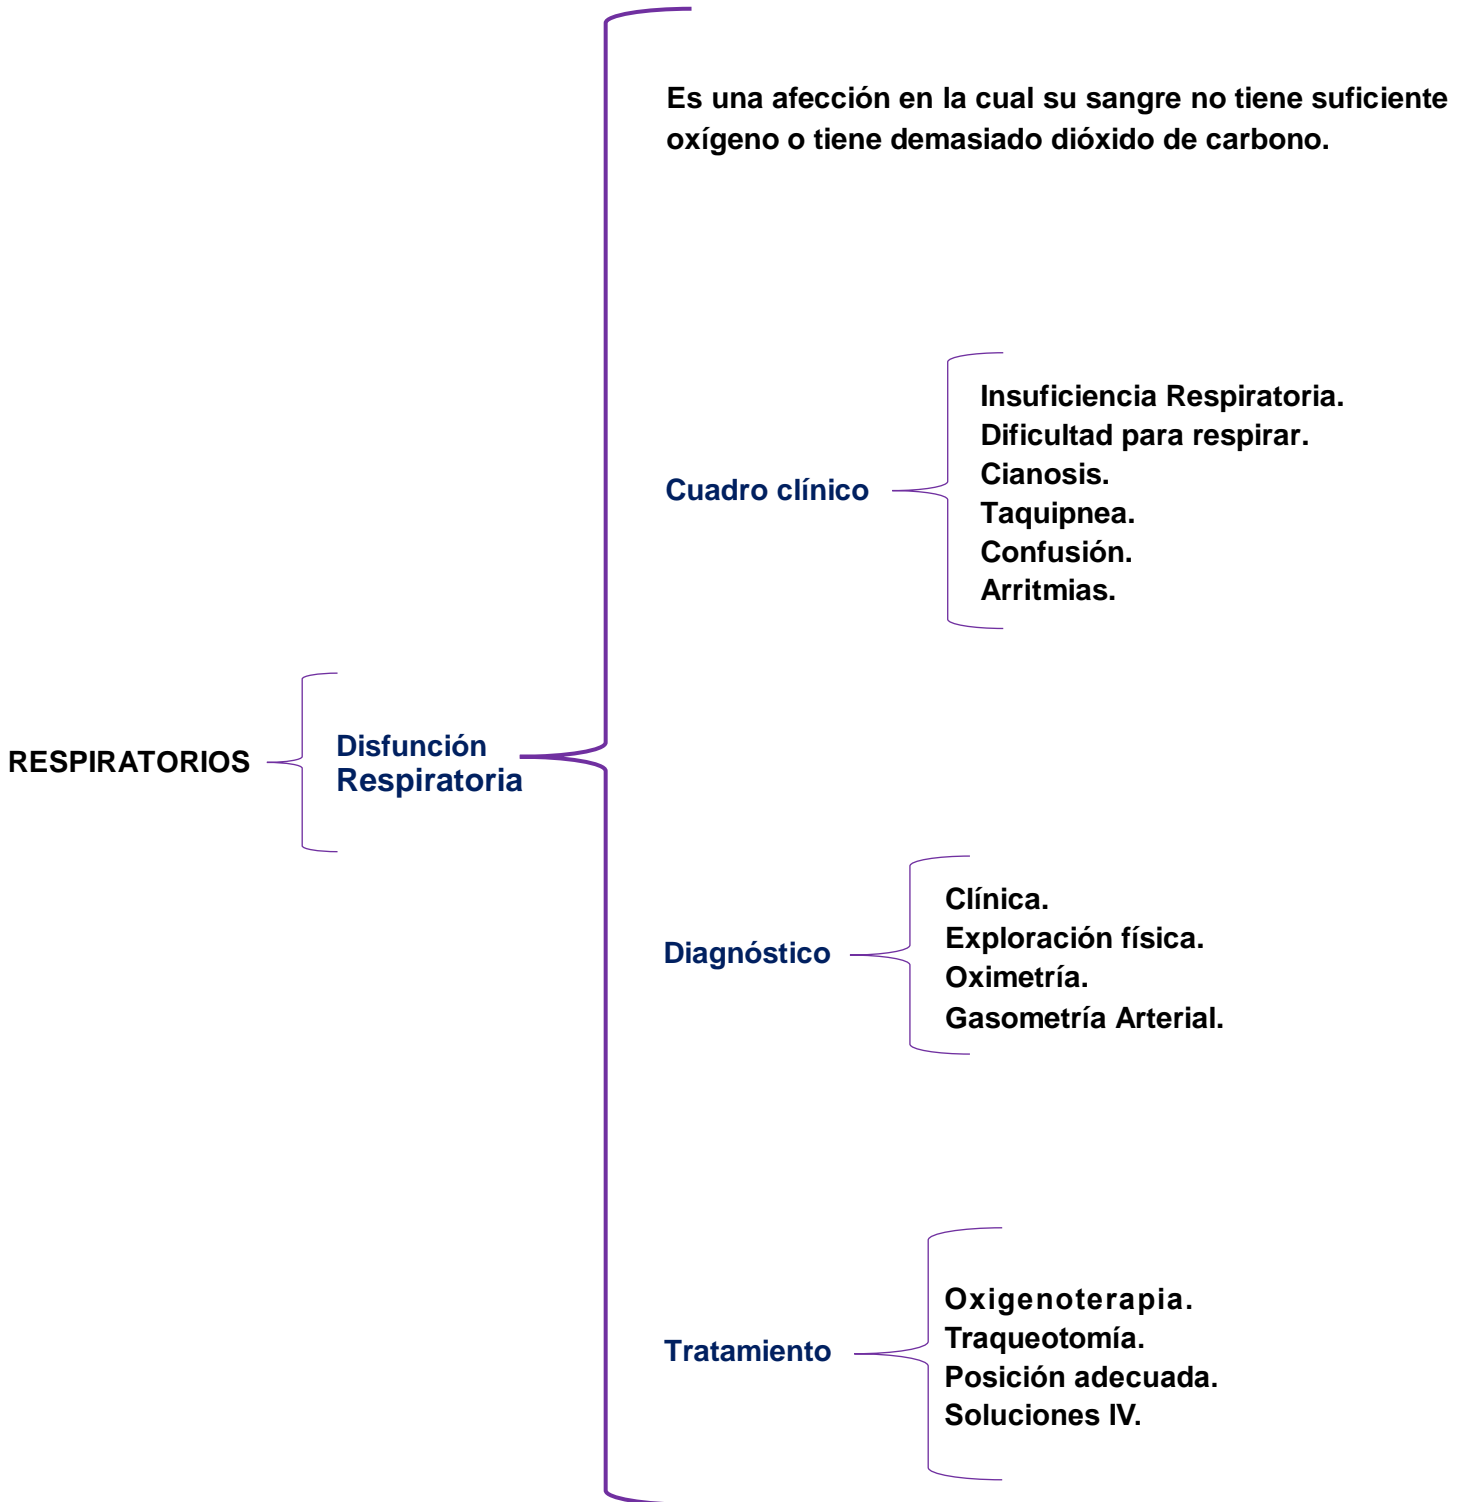 RESPIRATORIOS
Disfunción
Respiratoria
Es una afección en la cual su sangre no tiene suficiente
oxígeno o tiene demasiado dióxido de carbono.
Cuadro clínico
Insuficiencia Respiratoria.
Dificultad para respirar.
Cianosis.
Taquipnea.
Confusión.
Arritmias.
Diagnóstico
Clínica.
Exploración física.
Oximetría.
Gasometría Arterial.
Tratamiento
Oxigenoterapia.
Traqueotomía.
Posición adecuada.
Soluciones IV.